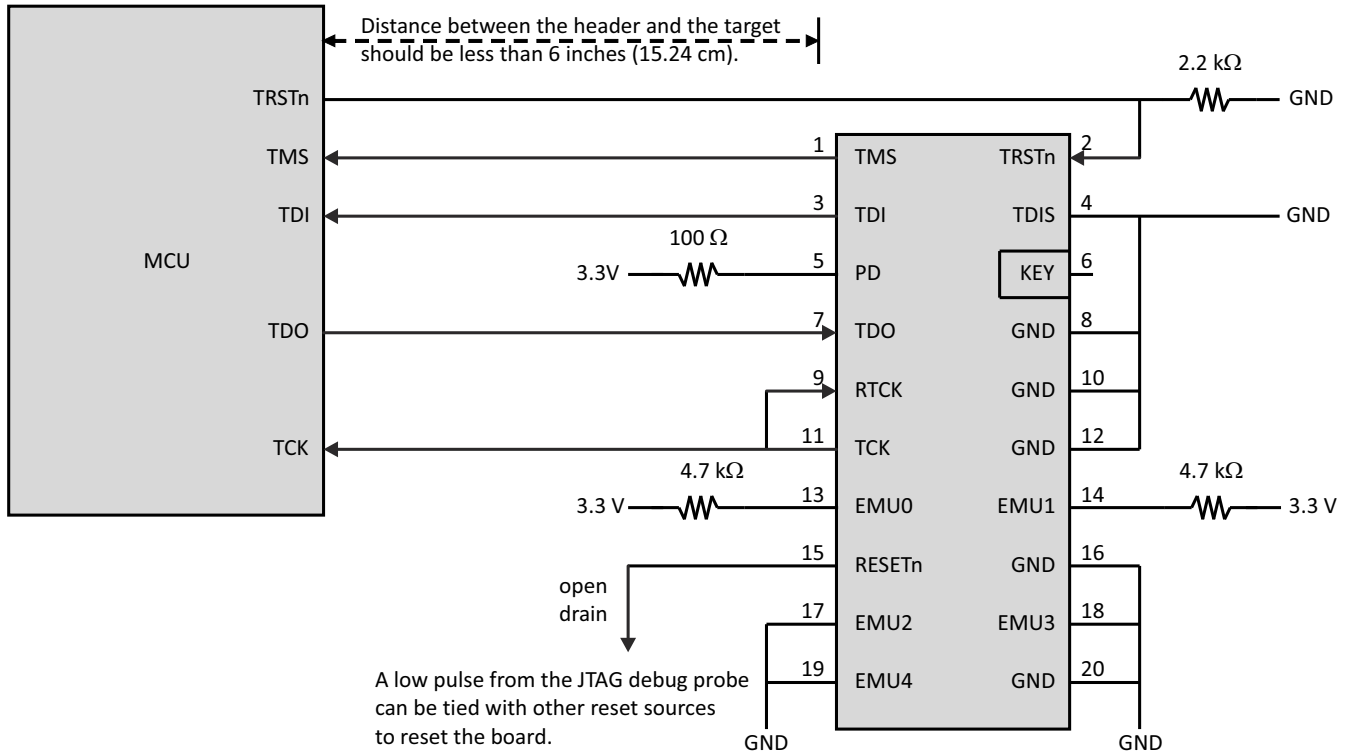 Distance between the header and the target
should be less than 6 inches (15.24 cm).
2.2 kΩ
TRSTn
GND
TMS
1
TMS
TRSTn
2
TDI
3
TDI
TDIS
4
GND
100 Ω
MCU
3.3V
5
PD
KEY
6
TDO
7
TDO
GND
8
9
RTCK
GND
10
TCK
11
TCK
GND
12
4.7 kΩ
4.7 kΩ
3.3 V
13
EMU0
EMU1
14
3.3 V
15
RESETn
GND
16
open
drain
17
EMU2
EMU3
18
19
EMU4
GND
20
A low pulse from the JTAG debug probe
can be tied with other reset sources
to reset the board.
GND
GND